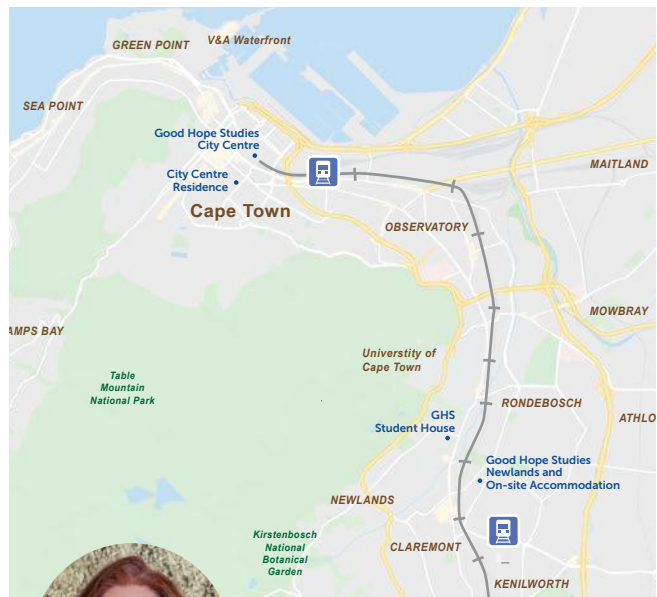 V&A Waterfront
GREEN POINT
SEA POINT
Good Hope Studies
City Centre
City Centre
Residence
Cape Town
MAITLAND
OBSERVATORY
MOWBRAY
AMPS BAY
Universtity of
Cape Town
Table
Mountain
National Park
RONDEBOSCH
ATHLO
GHS
Student House
Good Hope Studies
Newlands and
On-site Accommodation
NEWLANDS
Kirstenbosch
National
Botanical
Garden
CLAREMONT
KENILWORTH